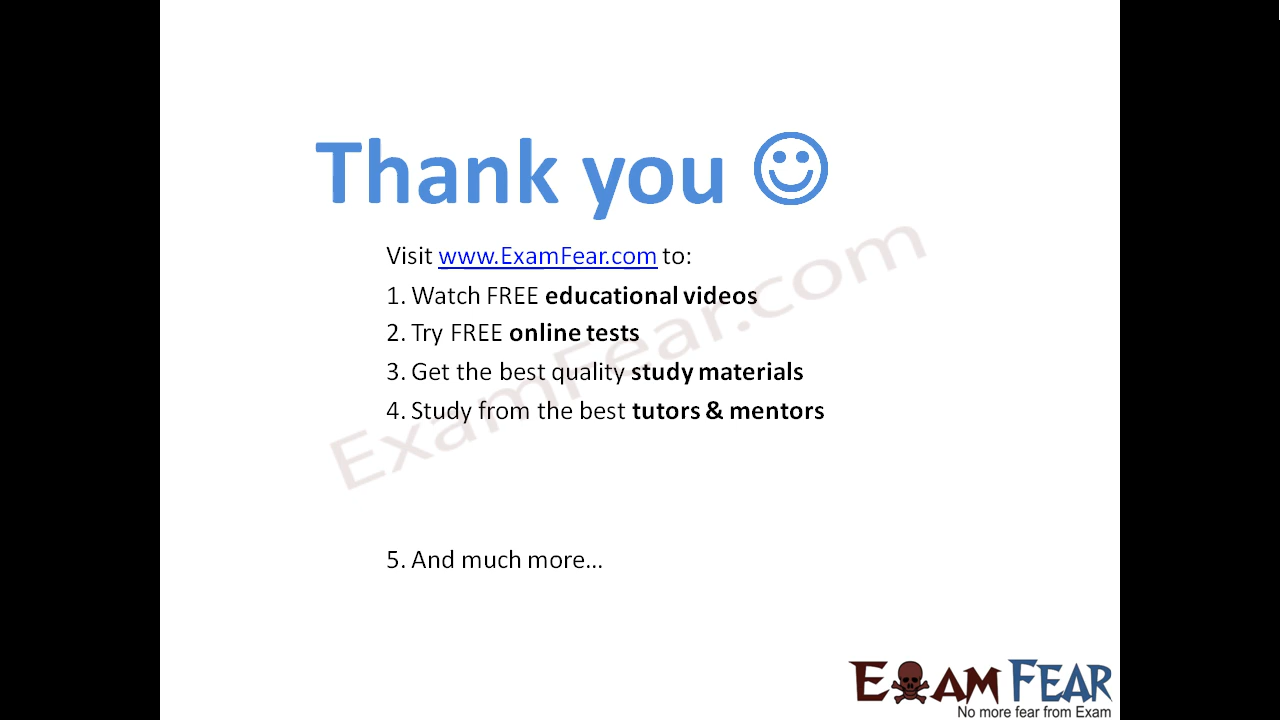 Thank you
Visit www.ExamFear.com to:
1. Watch FREE educational videos
2. Try FREE online tests
3. Get the best quality study materials
4. Study from the best tutors & mentors
5. And much more...
ExamFear.com
EXAM FEAR
No more fear from Exam